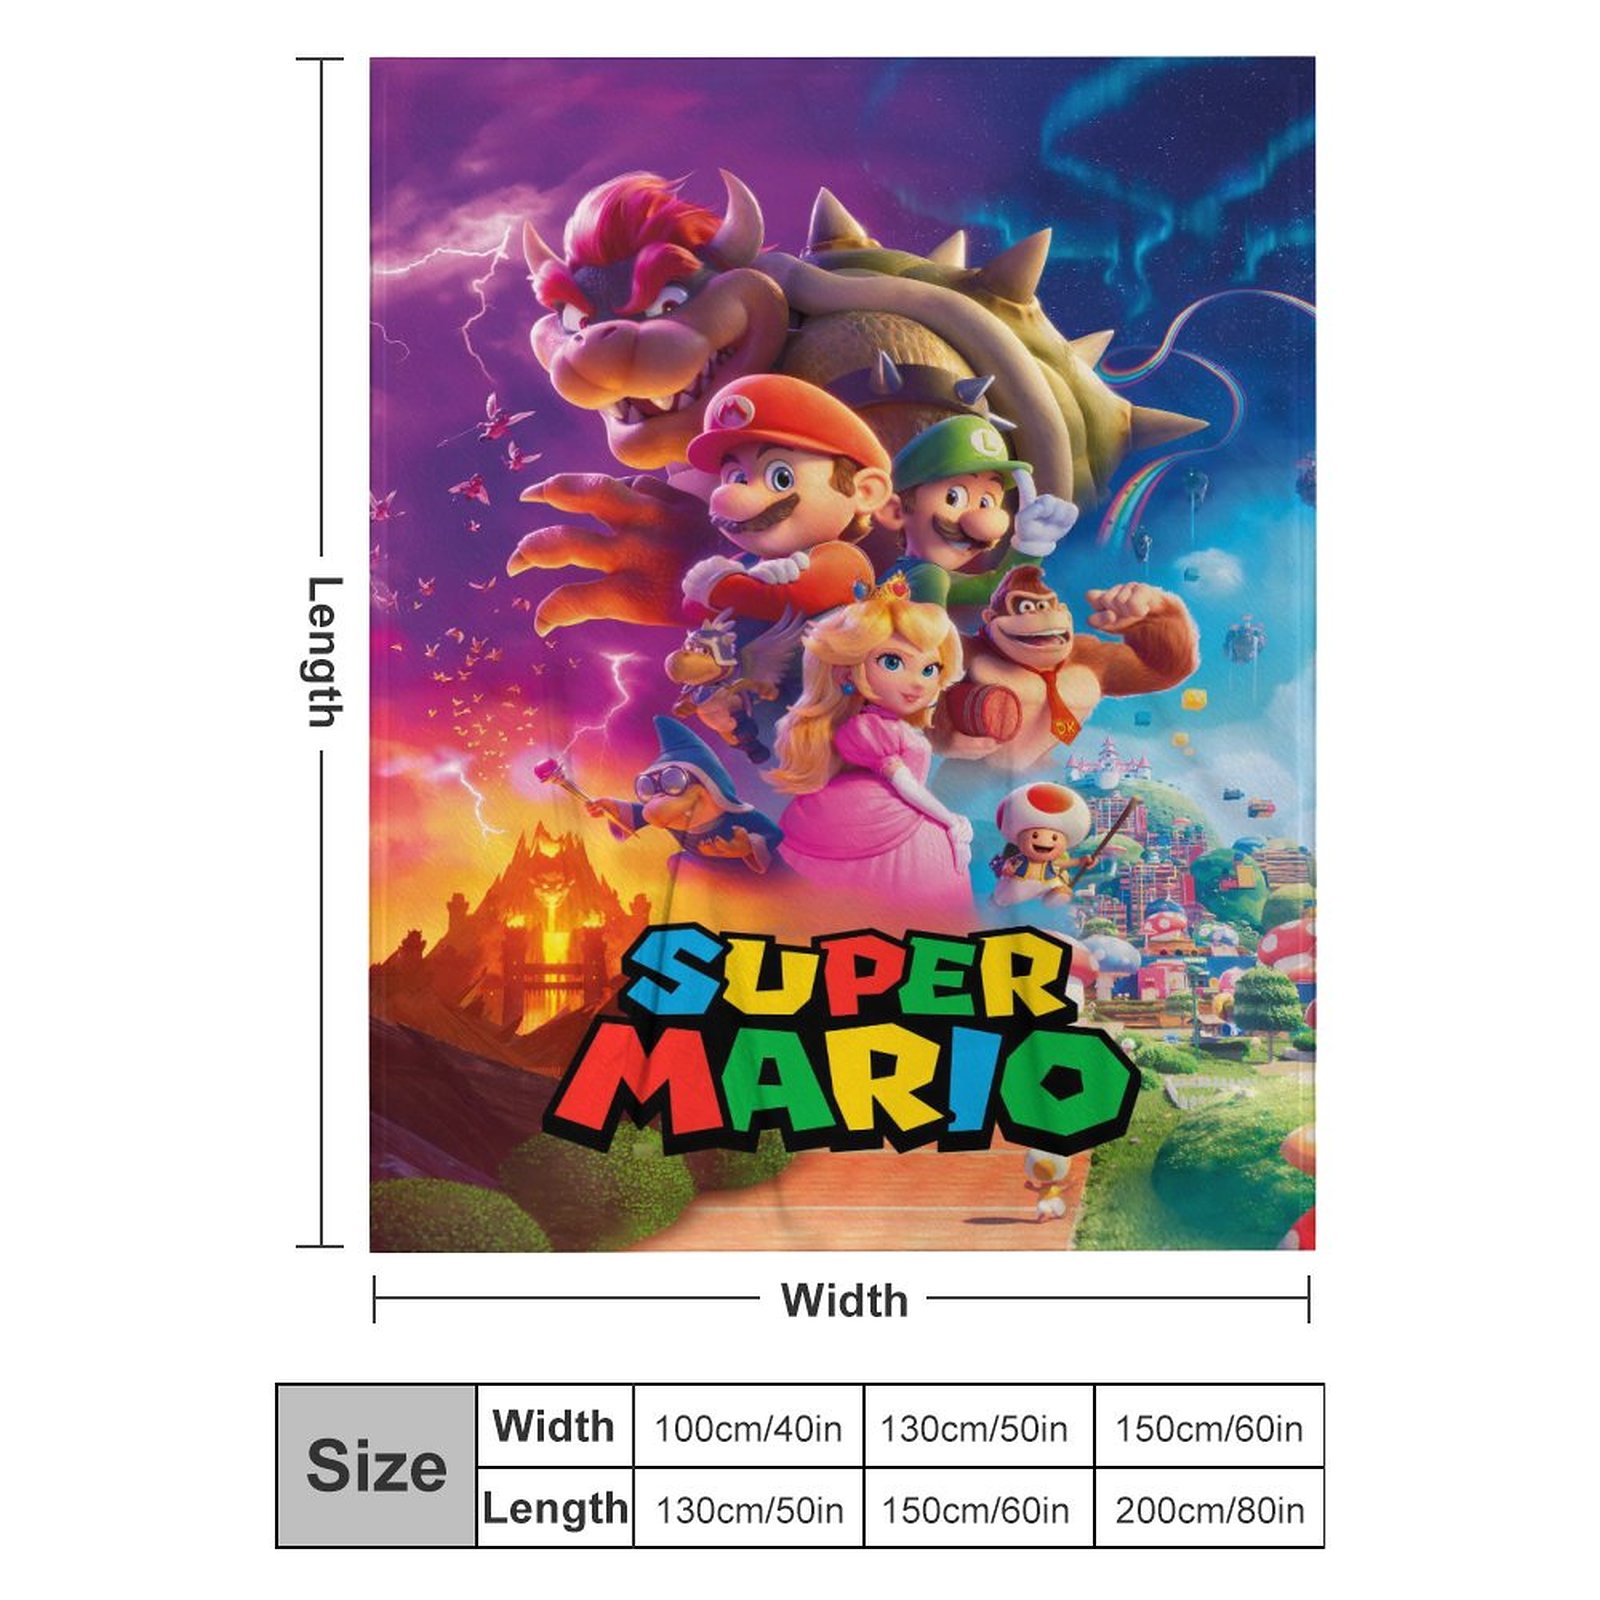 Length
M
L
DK
SUPER
MARIO
Width
Size
Width 100cm/40in 130cm/50in 150cm/60in
Length 130cm/50in 150cm/60in 200cm/80in